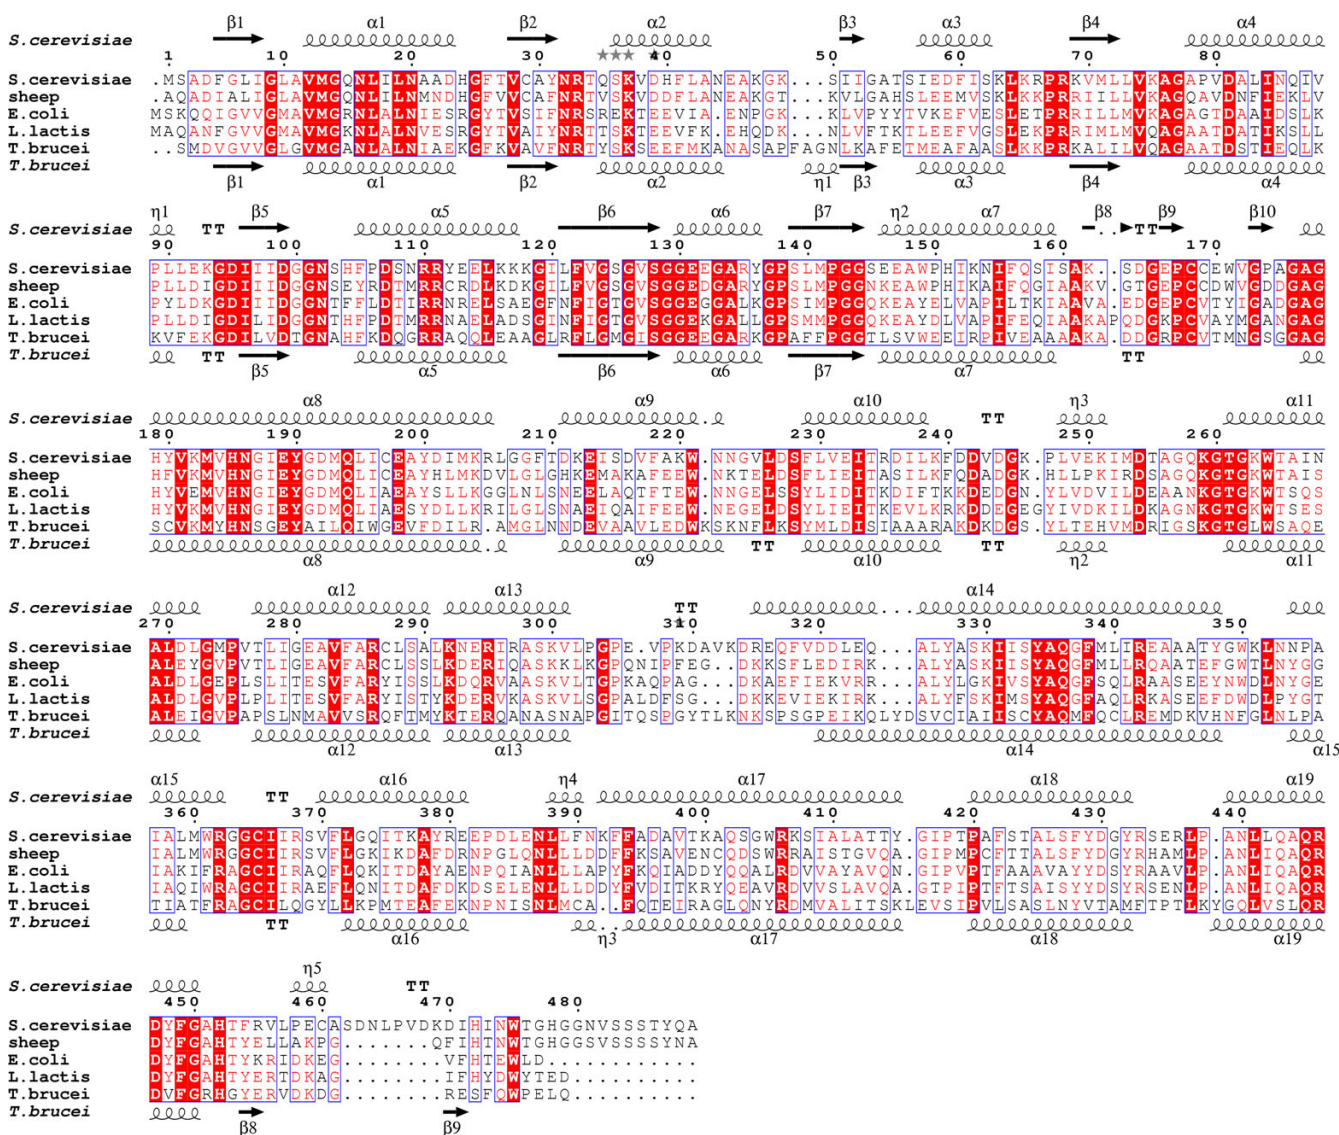 β1 α1 β2 α2 β3 α3 β4 α4
S.cerevisiae
1 10 20 30 40 50 60 70 80
S.cerevisiae .MSADFGLIGLAVMGQNLILNAADHGFTVCAYNRTQSKVDHFLANEAKGK...SIIGATSIEDFISKLKRPRKVMLLVKAGAPVDALINQIV
sheep .AQADIALIGLAVMGQNLILNMNDHGFVVCAFNRTVSKVDDFLANEAKGT...KVLGAHSLEEMVSKLKKPRRIILLVKAGQAVDNFIEKLV
E.coli MSKQQIGVVGMAVMGRNLALNIESRGYTVSIFNRSREKTEEVIAENPGK...KLVPYYTVKEFVESLETPRRILLMVKAGAGTDAAIDSLK
L.lactis MAQANFGVVGMAVMGKNLALNVESRGYTVAIYNRTTSKTEEVFKEHQDK...NLVFTKTLEEFVGSLEKPRRIMLMVQAGAATDATIKSLL
T.brucei ..SMDVGVVGLGVMGANLALNIAEKGFKVAVFNRTYSKSEEFMKANASAPFAGNLKAFETMEAFAASLKKPRKALILVQAGAATDSTIEQLK
T.brucei
β1 α1 β2 α2 η1 β3 α3 β4 α4
η1 TT β5 α5 β6 α6 β7 η2 α7 β8 TT β9 β10
S.cerevisiae
90 100 110 120 130 140 150 160 170
S.cerevisiae PLLEKGDIIIDGGNSHFPDSNRRYEELKKKGILFVGSGVSGGEEGARYGPSLMPGGSEEAWPHIKNIFQSISAK..SDGEPCCEWVGPAGAG
sheep PLLDIGDIIIDGGNSEYRDTMRRCRDLKDKGILFVGSGVSGGEDGARYGPSLMPGGNKEAWPHIKAIFQGIAAKV.GTGEPCCDWVGDDGAG
E.coli PYLDKGDIIIDGGNTFFLDTIRRNRELSAEGFNFIGTGVSGGEEGALKGPSIMPGGQKEAYELVAPILTKIAAVA.EDGEPCVTYIGADGAG
L.lactis PLLDIGDILIDGGNTHFPDTMRRNAELADSGINFIGTGVSGGEKGALLGPSMMPGGQKEAYDLVAPIFEQIAAKAPQDGKPCVAYMGANGAG
T.brucei KVFEKGDILVDTGNAHFKDQGRRAQQLEAAGLRFLGMGISGGEEGARKGPAFFPGGTLSVWEEIRPIVEAAAAKA.DDGRPCVTMNGSGGAG
T.brucei
TT β5 α5 β6 α6 β7 α7 TT
α8 α9 α10 TT η3 α11
S.cerevisiae
180 190 200 210 220 230 240 250 260
S.cerevisiae HYVKMVHNGIEYGDMQLICEAYDIMKRLGGFTDKEISDVFAKW.NNGVLDSFLVEITRDILKFDDVDGK.PLVEKIMDTAGQKGTGKWTAIN
sheep HFVKMVHNGIEYGDMQLICEAYHLMKDVLGLGHKEMAKAFEEW.NKTELDSFLIEITASILKFQDADGK.HLLPKIRDSAGQKGTGKWTAIS
E.coli HYVEMVHNGIEYGDMQLIAEAYSLLKGGLNLSNEELAQTFTEW.NNGELSSYLIDITKDIFTKKDEDGN.YLVDVILDEAANKGTGKWTSQS
L.lactis HYVKMVHNGIEYGDMQLIAESYDLLKRILGLSNAEIQAIFEEW.NEGELDSYLIEITKEVLKRKDDEGEGYIVDKILDKAGNKGTGKWTSES
T.brucei SCVKMYHNSGEYAILQIWGEVFDILR.AMGLNNDEVAAVLEDWKSKNFLKSYMLDISIAAARAKDKDGS.YLTEHVMDRIGSKGTGLWSAQE
T.brucei
α8 α9 TT α10 TT η2 α11
α12 α13 TT α14
S.cerevisiae
270 280 290 300 310 320 330 340 350
S.cerevisiae ALDLGMPVTLIGEAVFARCLSALKNERIRASKVLPGPE.VPKDAVKDREQFVDDLEQ...ALYASKIISYAQGFMLIREAAATYGWKLNNPA
sheep ALEYGVPVTLIGEAVFARCLSSLKDERIQASKKLKGPQNIPFEG..DKKSFLEDIRK...ALYASKIISYAQGFMLLRQAATEFGWTLNYGG
E.coli ALDLGEPLSLITESVFARYISSLKDQRVAASKVLTGPKAQPAG...DKAEFIEKVRR...ALYLGKIVSYAQGFSQLRAASEEYNWDLNYGE
L.lactis ALDLGVPLPLITESVFARYISTYKDERVKASKVLSGPALDFSG...DKKEVIEKIRK...ALYFSKIMSYAQGFAQLRKASEEFDWDLPYGT
T.brucei ALEIGVPAPSLNMAVVSRQFTMYKTERQANASNAPGITQSPGYTLKNKSPSGPEIKQLYDSVCIAIISCYAQMFQCLREMDKVHNFGLNLPA
T.brucei
α12 α13 α14 α15
α15 TT α16 η4 α17 α18 α19
S.cerevisiae
360 370 380 390 400 410 420 430 440
S.cerevisiae IALMWRGGCIIRSVFLGQITKAYREEPDLENLLFNKFFADAVTKAQSGWRKSIALATTY.GIPTPAFSTALSFYDGYRSERLP.ANLLQAQR
sheep IALMWRGGCIIRSVFLGKIKDAFDRNPGLQNLLLDDFFKSAVENCQDSWRRAISTGVQA.GIPMPCFTTALSFYDGYRHAMLP.ANLIQAQR
E.coli IAKIFRAGCIIRAQFLQKITDAYAENPQIANLLLAPYFKQIADDYQQALRDVVAYAVQN.GIPVPTFAAAVAYYDSYRAAVLP.ANLIQAQR
L.lactis IAQIWRAGCIIRAEFLQNITDAFDKDSELENLLLDDYFVDITKRYQEAVRDVVSLAVQA.GTPIPTFTSAISYYDSYRSENLP.ANLIQAQR
T.brucei TIATFRAGCILQGYLLKPMTEAFEKNPNISNLMCA..FQTEIRAGLQNYRDMVALITSKLEVSIPVLSASLNYVTAMFTPTLKYGQLVSLQR
T.brucei
TT α16 η3 α17 α18 α19
η5 TT
S.cerevisiae
450 460 470 480
S.cerevisiae DYFGAHTFRVLPECASDNLPVDKDIHINWTGHGGNVSSSTYQA
sheep DYFGAHTYELLAKPG.......QFIHTNWTGHGGSVSSSSYNA
E.coli DYFGAHTYKRIDKEG.......VFHTEWLD...........
L.lactis DYFGAHTYERTDKAG.......IFHYDWYTED.........
T.brucei DVFGRHGYERVDKDG........RESFQWPELQ.........
T.brucei
β8 β9